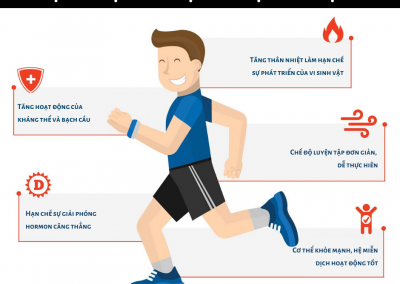 TĂNG THÂN NHIỆT LÀM HẠN CHẾ
SỰ PHÁT TRIỂN CỦA VI SINH VẬT
TĂNG HOẠT ĐỘNG CỦA
KHÁNG THỂ VÀ BẠCH CẦU
CHẾ ĐỘ LUYỆN TẬP ĐƠN GIẢN,
DỄ THỰC HIỆN
D
HẠN CHẾ SỰ GIẢI PHÓNG
HORMON CĂNG THẲNG
CƠ THỂ KHỎE MẠNH, HỆ MIỄN
DỊCH HOẠT ĐỘNG TỐT